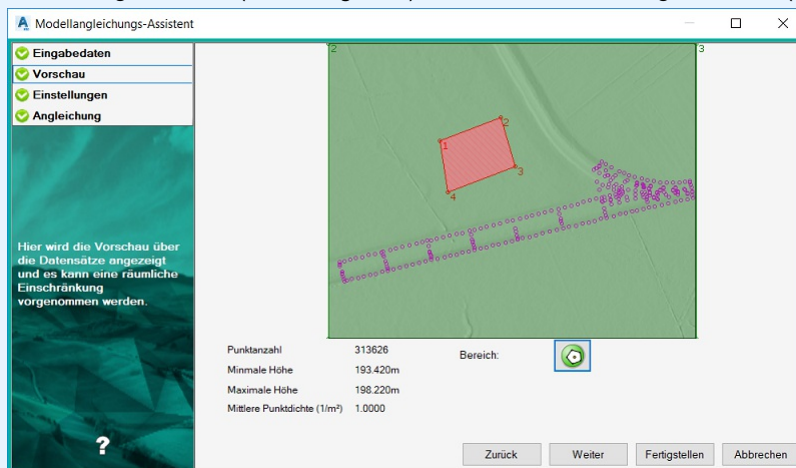 Modellangleichungs-Assistent
Eingabedaten
Vorschau
Einstellungen
Angleichung
Hier wird die Vorschau über
die Datensätze angezeigt
und es kann eine räumliche
Einschränkung
vorgenommen werden.
?
2
3
1
2
3
4
Punktanzahl 313626
Minmale Höhe 193.420m
Maximale Höhe 198.220m
Mittlere Punktdichte (1/m²) 1.0000
Bereich:
Zurück
Weiter
Fertigstellen
Abbrechen